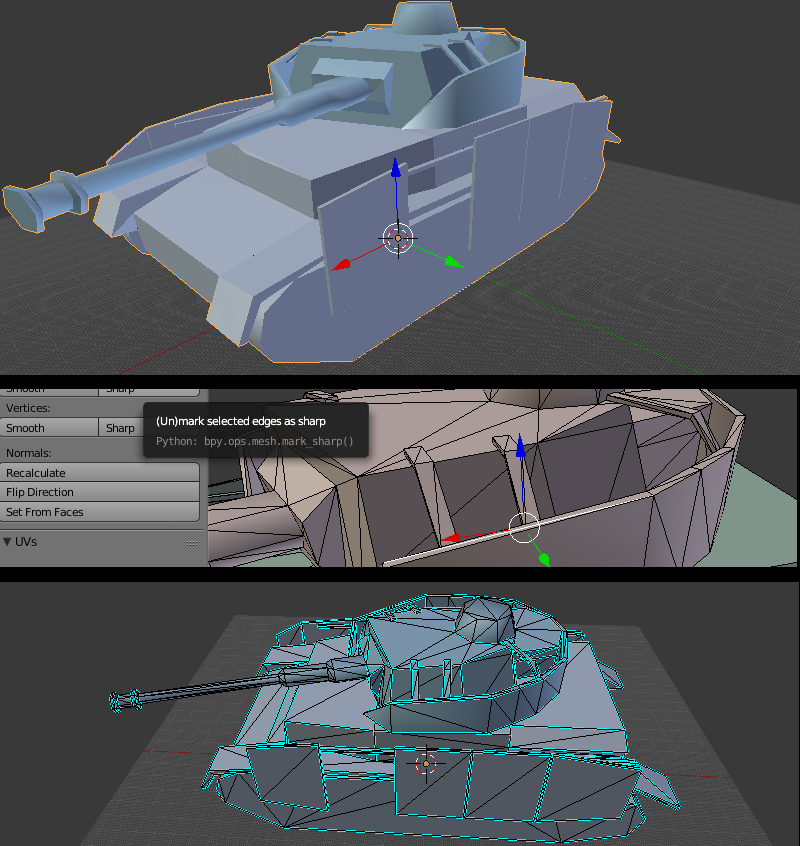 Smooth Sharp
Vertices:
Smooth Sharp
(Un)mark selected edges as sharp
Python: bpy.ops.mesh.mark_sharp()
Normals:
Recalculate
Flip Direction
Set From Faces
UVs